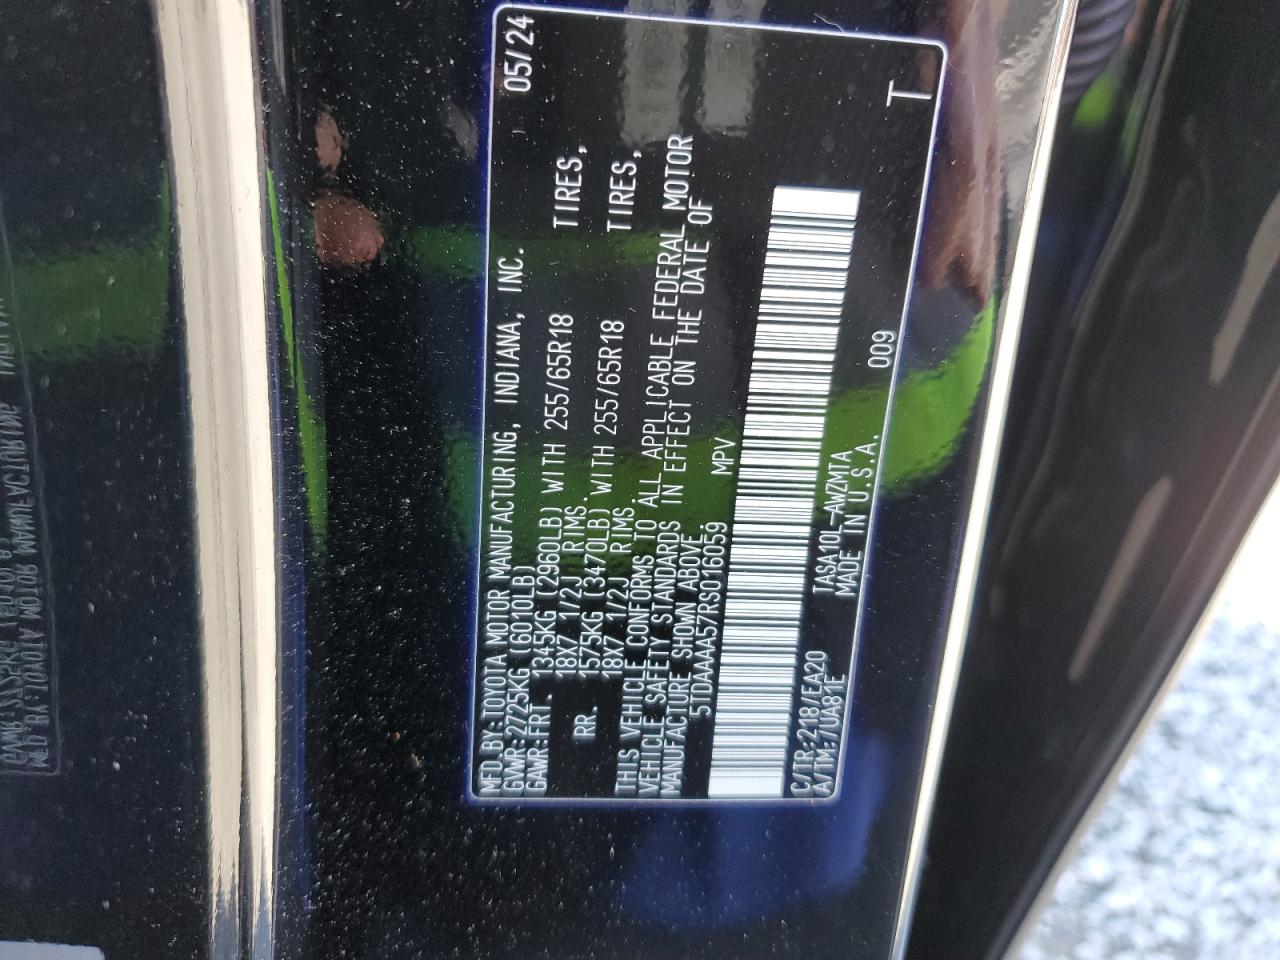 MFD BY:TOYOTA MOTOR MANUFACTURING, INDIANA, INC. 05/24
GVWR:2725KG (6010LB)
GAWR:FRT. 1345KG (2960LB) WITH 255/65R18 TIRES,
18X7 1/2J RIMS.
RR. 1575KG (3470LB) WITH 255/65R18 TIRES,
18X7 1/2J RIMS.
THIS VEHICLE CONFORMS TO ALL APPLICABLE FEDERAL MOTOR
VEHICLE SAFETY STANDARDS IN EFFECT ON THE DATE OF
MANUFACTURE SHOWN ABOVE
5TDAAAA57RS016059 MPV
C/TR:218/EA20 TASA10L-AWZMTA 009
A/TM:/UA81E MADE IN U.S.A. T